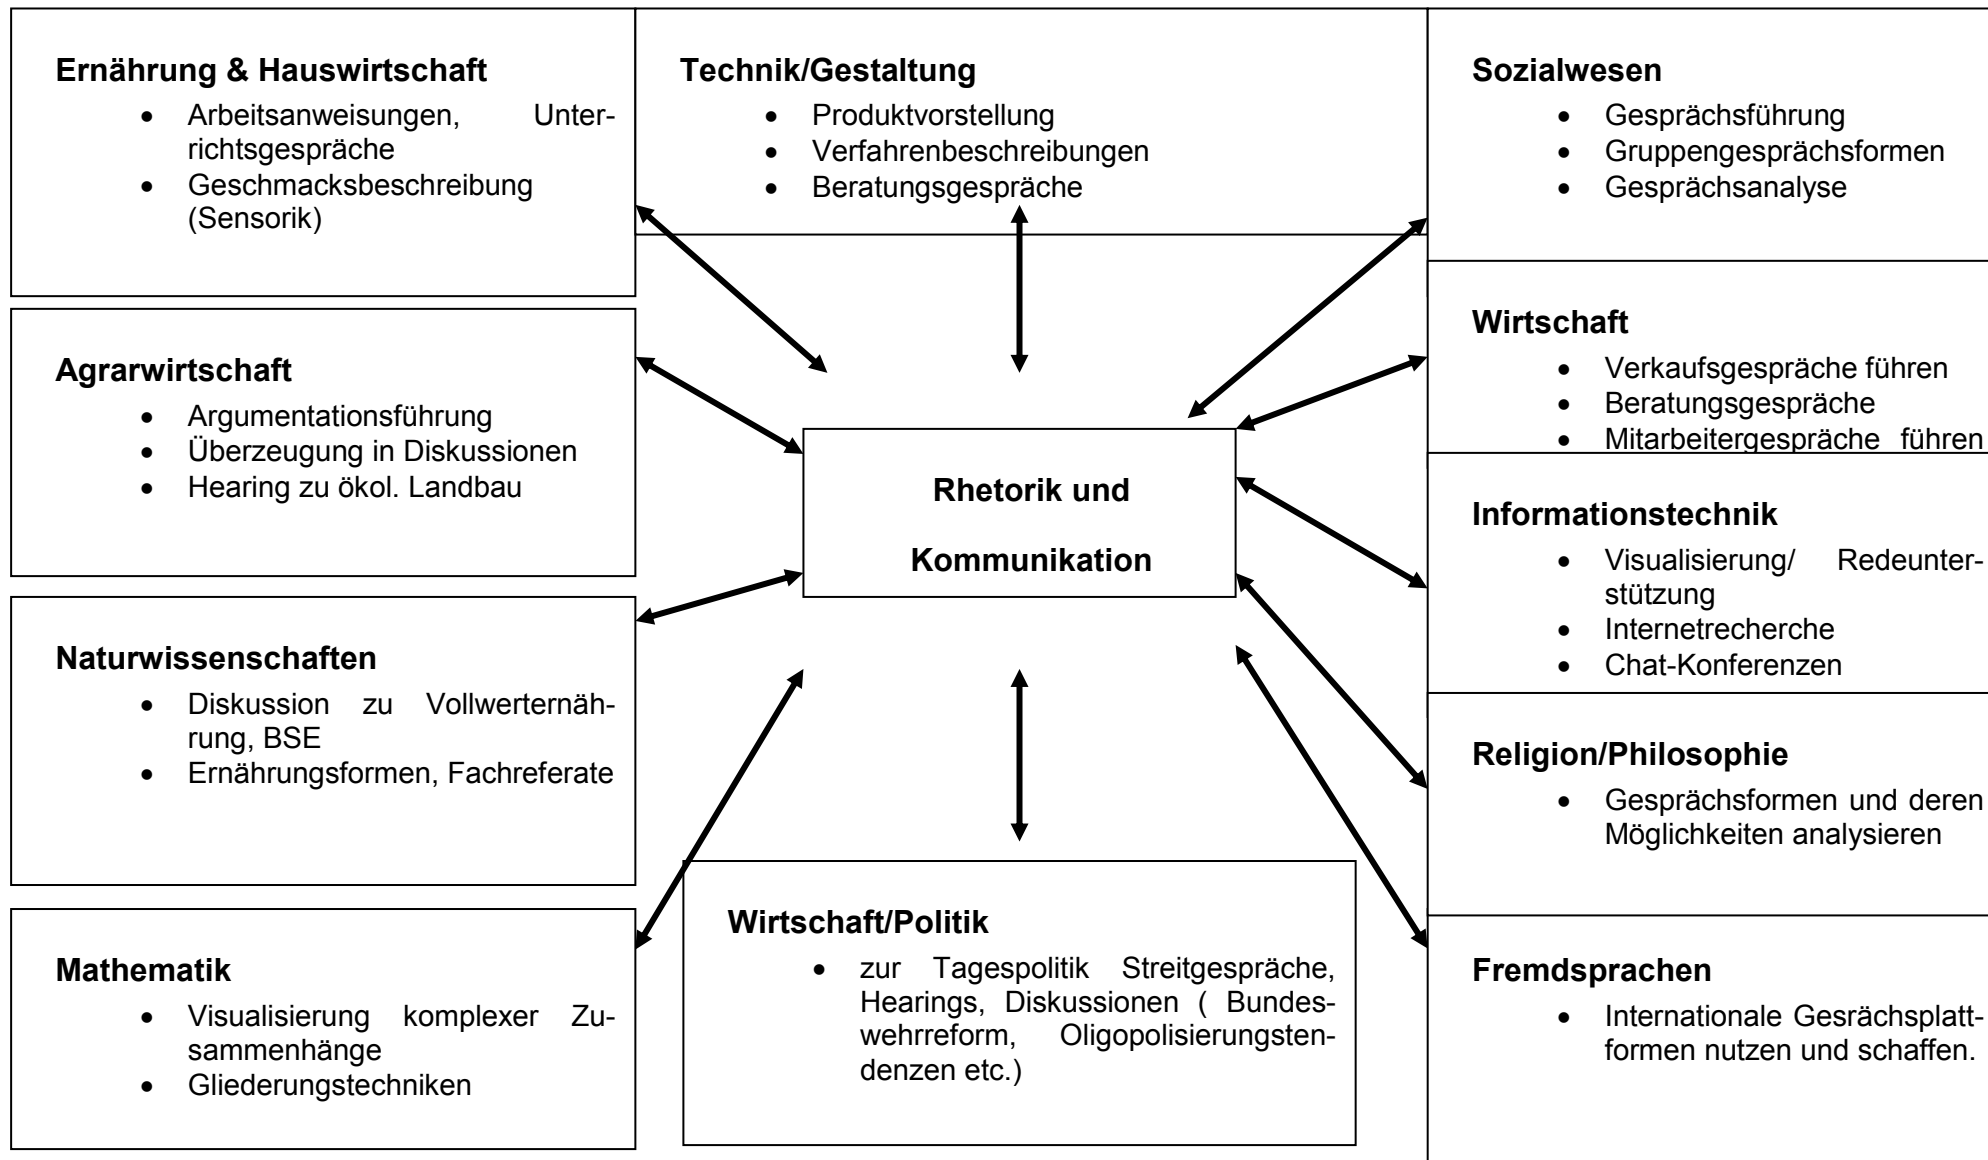 Ernährung & Hauswirtschaft
• Arbeitsanweisungen, Unter-
richtsgespräche
• Geschmacksbeschreibung
(Sensorik)
Technik/Gestaltung
• Produktvorstellung
• Verfahrenbeschreibungen
• Beratungsgespräche
Sozialwesen
• Gesprächsführung
• Gruppengesprächsformen
• Gesprächsanalyse
Agrarwirtschaft
• Argumentationsführung
• Überzeugung in Diskussionen
• Hearing zu ökol. Landbau
Wirtschaft
• Verkaufsgespräche führen
• Beratungsgespräche
• Mitarbeitergespräche führen
Rhetorik und
Kommunikation
Informationstechnik
• Visualisierung/ Redeunter-
stützung
• Internetrecherche
• Chat-Konferenzen
Naturwissenschaften
• Diskussion zu Vollwerternäh-
rung, BSE
• Ernährungsformen, Fachreferate
Religion/Philosophie
• Gesprächsformen und deren
Möglichkeiten analysieren
Mathematik
• Visualisierung komplexer Zu-
sammenhänge
• Gliederungstechniken
Wirtschaft/Politik
• zur Tagespolitik Streitgespräche,
Hearings, Diskussionen ( Bundes-
wehrreform, Oligopolisierungsten-
denzen etc.)
Fremdsprachen
• Internationale Gesrächsplatt-
formen nutzen und schaffen.